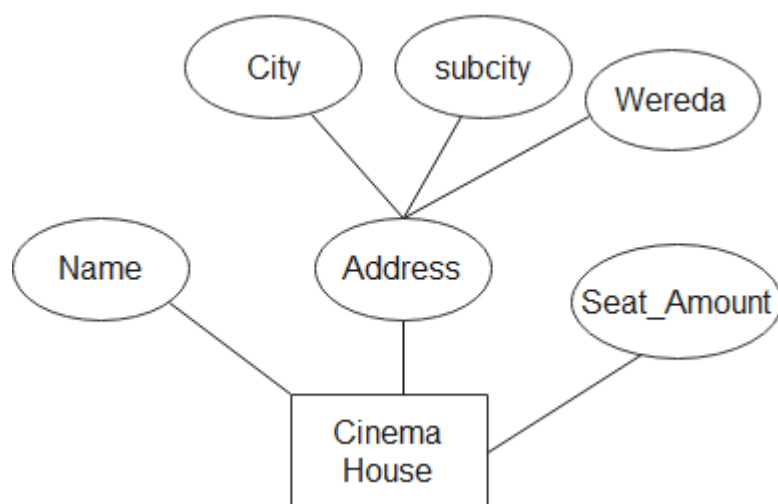 City
subcity
Wereda
Name
Address
Seat_Amount
Cinema
House